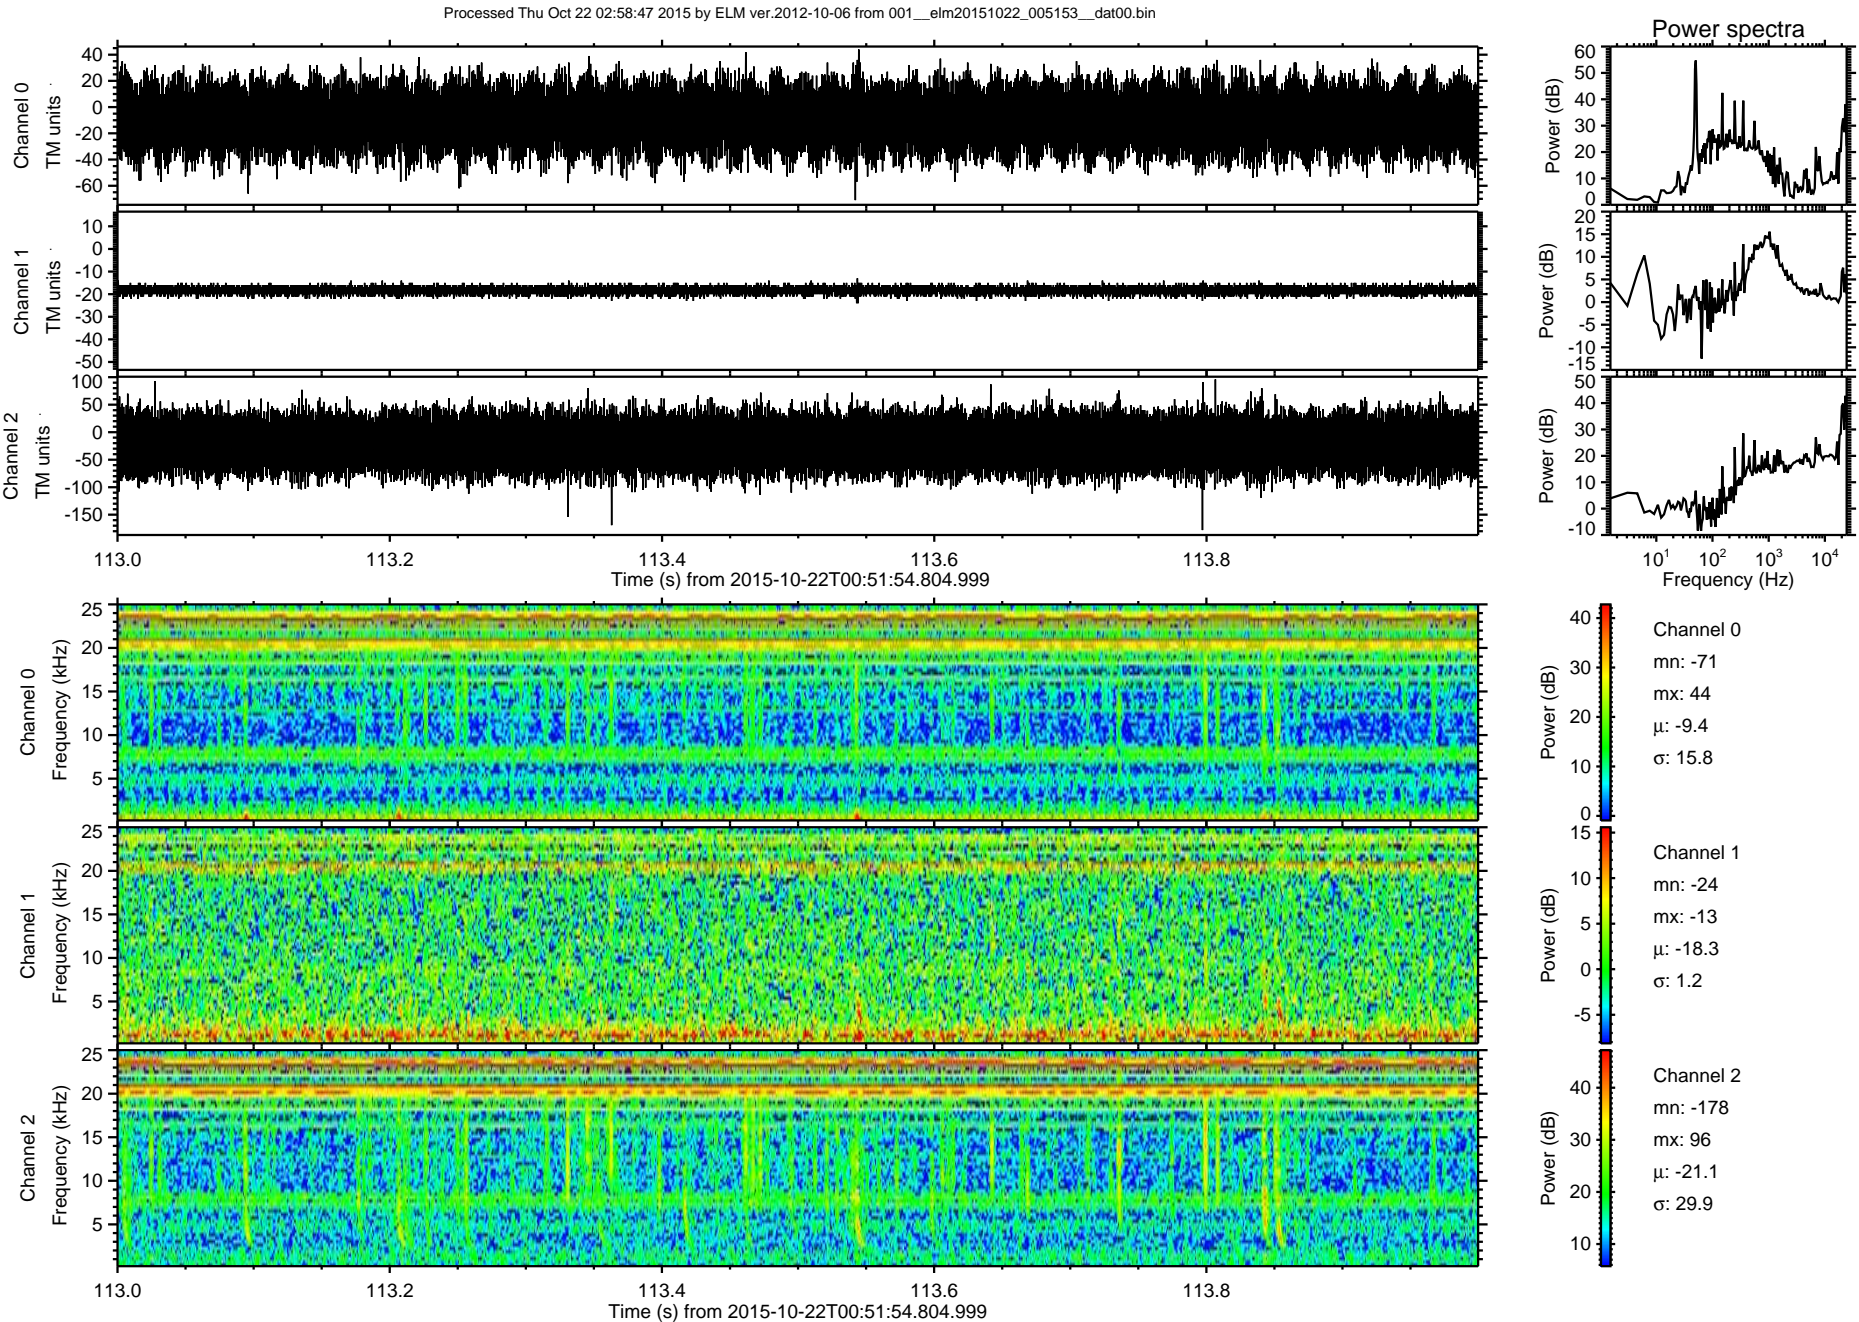 Processed Thu Oct 22 02:58:47 2015 by ELM ver.2012-10-06 from 001__elm20151022_005153__dat00.bin
Power spectra
Channel 0
TM units
40
20
0
-20
-40
-60
Power (dB)
60
50
40
30
20
10
0
Channel 1
TM units
10
0
-10
-20
-30
-40
-50
Power (dB)
20
15
10
5
0
-5
-10
-15
Channel 2
TM units
100
50
0
-50
-100
-150
Power (dB)
50
40
30
20
10
0
-10
113.0 113.2 113.4 113.6 113.8
Time (s) from 2015-10-22T00:51:54.804.999
10¹ 10² 10³ 10⁴
Frequency (Hz)
Channel 0
Frequency (kHz)
25
20
15
10
5
Power (dB)
40
30
20
10
0
Channel 0
mn: -71
mx: 44
μ: -9.4
σ: 15.8
Channel 1
Frequency (kHz)
25
20
15
10
5
Power (dB)
15
10
5
0
-5
Channel 1
mn: -24
mx: -13
μ: -18.3
σ: 1.2
Channel 2
Frequency (kHz)
25
20
15
10
5
Power (dB)
40
30
20
10
Channel 2
mn: -178
mx: 96
μ: -21.1
σ: 29.9
113.0 113.2 113.4 113.6 113.8
Time (s) from 2015-10-22T00:51:54.804.999